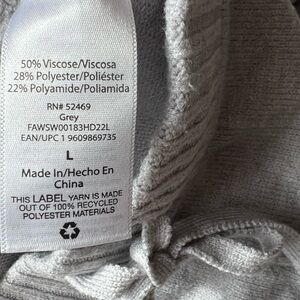 50% Viscose/Viscosa
28% Polyester/Poliéster
22% Polyamide/Poliamida
RN# 52469
Grey
FAWSW00183HD22L
EAN/UPC 1 9609869735
L
Made In/Hecho En
China
THIS LABEL YARN IS MADE
OUT OF 100% RECYCLED
POLYESTER MATERIALS